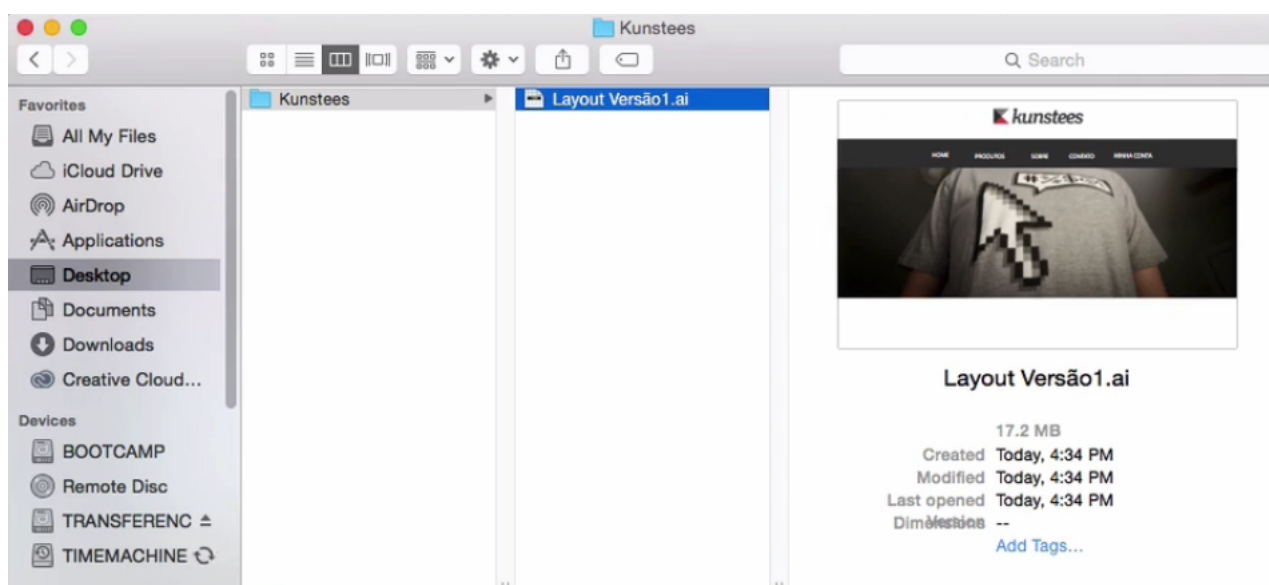 Kunstees
Search
Favorites
All My Files
iCloud Drive
AirDrop
Applications
Desktop
Documents
Downloads
Creative Cloud...
Devices
BOOTCAMP
Remote Disc
TRANSFERENC
TIMEMACHINE
Kunstees
Layout Versão1.ai
kunstees
HOME PRODUTOS SOBRE CONTATO MINHA CONTA
Layout Versão1.ai
17.2 MB
Created Today, 4:34 PM
Modified Today, 4:34 PM
Last opened Today, 4:34 PM
Dimensions --
Version
Add Tags...